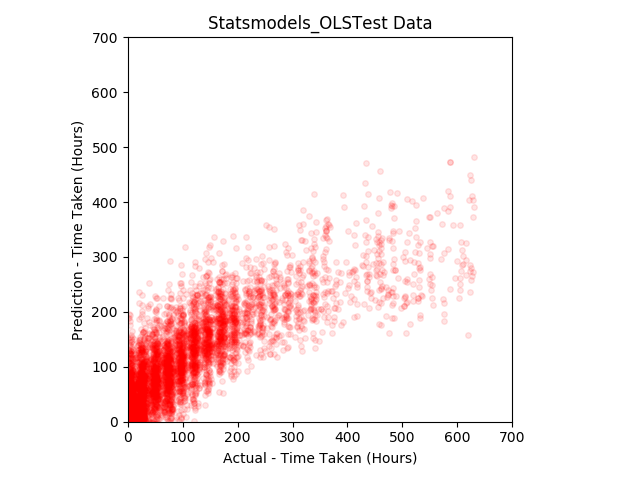 Statsmodels_OLSTest Data
700
600
500
400
300
200
100
0
Prediction - Time Taken (Hours)
0 100 200 300 400 500 600 700
Actual - Time Taken (Hours)